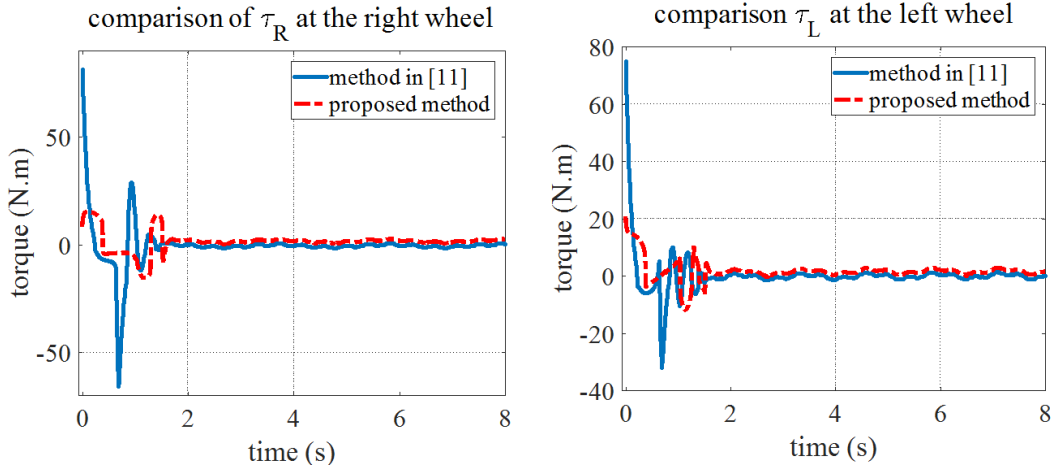 comparison of τ_R at the right wheel
method in [11]
proposed method
torque (N.m)
50
0
-50
0
2
4
6
8
time (s)
comparison τ_L at the left wheel
method in [11]
proposed method
torque (N.m)
80
60
40
20
0
-20
-40
0
2
4
6
8
time (s)